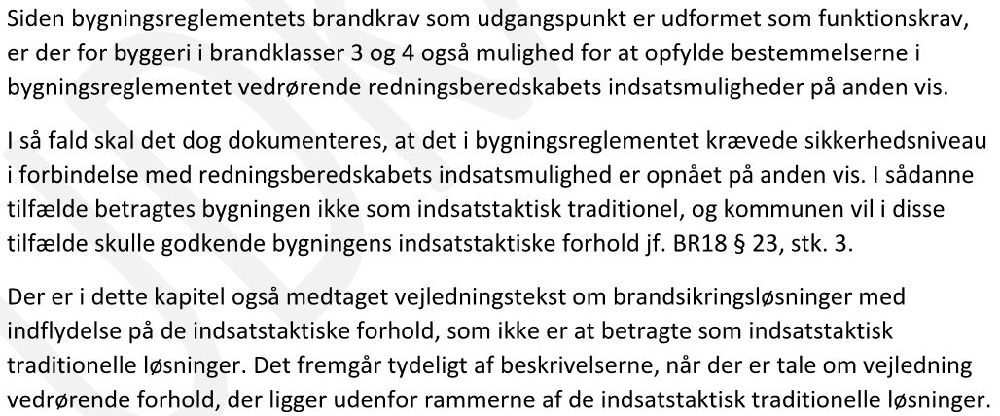 Siden bygningsreglementets brandkrav som udgangspunkt er udformet som funktionskrav,
er der for byggeri i brandklasser 3 og 4 også mulighed for at opfylde bestemmelserne i
bygningsreglementet vedrørende redningsberedskabets indsatsmuligheder på anden vis.
I så fald skal det dog dokumenteres, at det i bygningsreglementet krævede sikkerhedsniveau
i forbindelse med redningsberedskabets indsatsmulighed er opnået på anden vis. I sådanne
tilfælde betragtes bygningen ikke som indsatstaktisk traditionel, og kommunen vil i disse
tilfælde skulle godkende bygningens indsatstaktiske forhold jf. BR18 § 23, stk. 3.
Der er i dette kapitel også medtaget vejledningstekst om brandsikringsløsninger med
indflydelse på de indsatstaktiske forhold, som ikke er at betragte som indsatstaktisk
traditionelle løsninger. Det fremgår tydeligt af beskrivelserne, når der er tale om vejledning
vedrørende forhold, der ligger udenfor rammerne af de indsatstaktisk traditionelle løsninger.